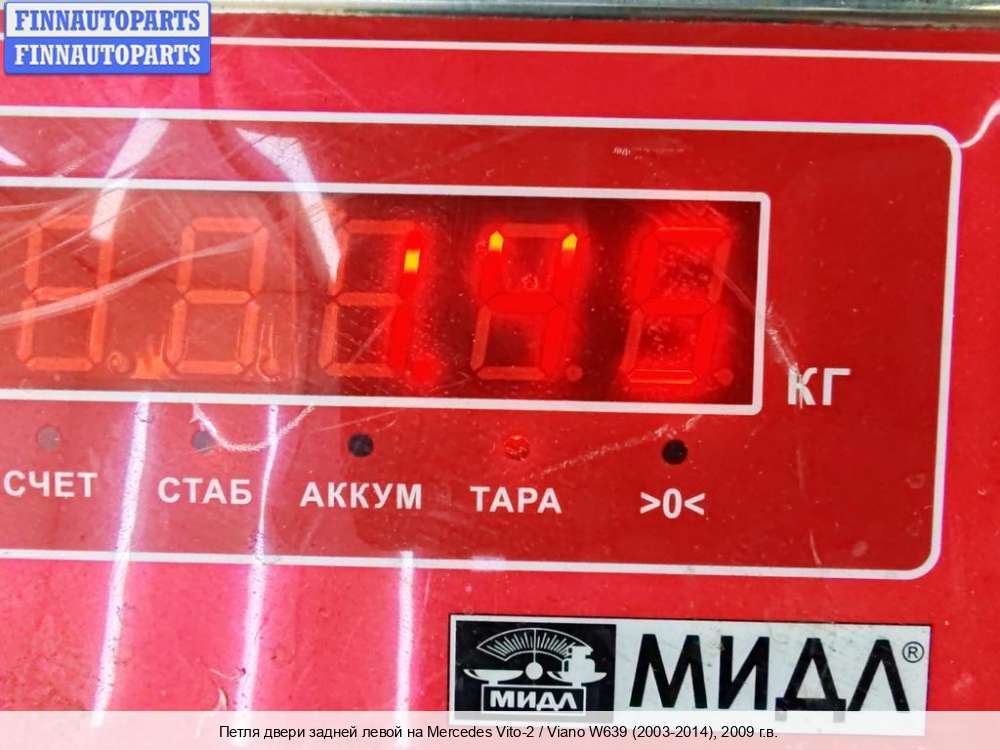 FINNAUTOPARTS
FINNAUTOPARTS
КГ
СЧЕТ СТАБ АККУМ ТАРА >0<
МИДЛ МИДЛ®
Петля двери задней левой на Mercedes Vito-2 / Viano W639 (2003-2014), 2009 г.в.